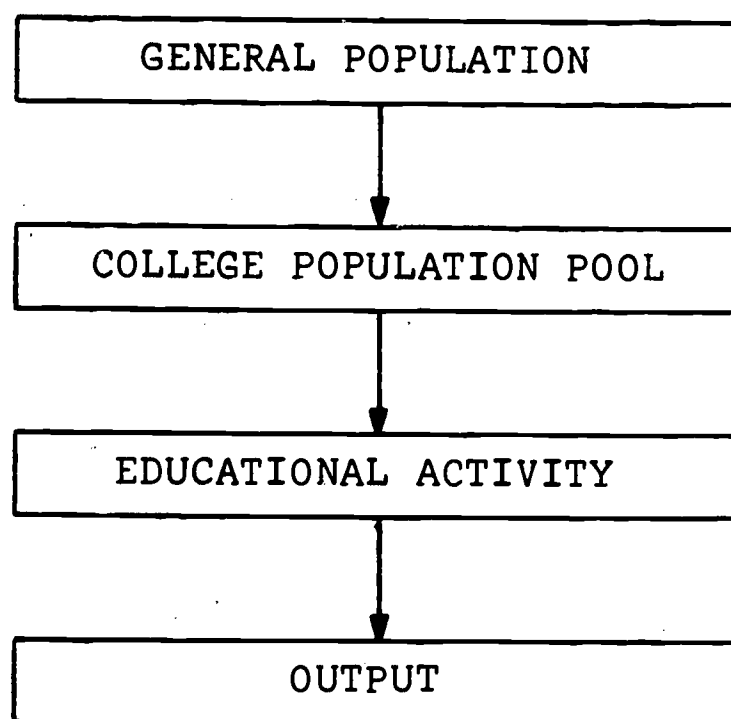 GENERAL POPULATION
COLLEGE POPULATION POOL
EDUCATIONAL ACTIVITY
OUTPUT